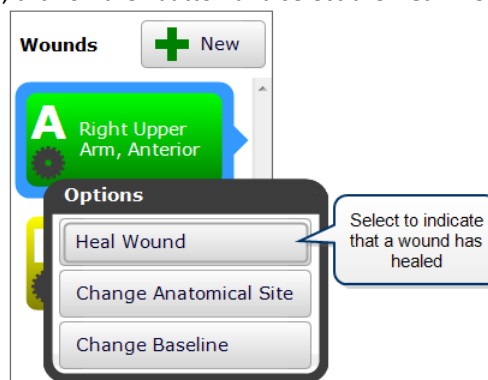 Wounds
New
A
Right Upper
Arm, Anterior
Options
Heal Wound
Change Anatomical Site
Change Baseline
Select to indicate
that a wound has
healed